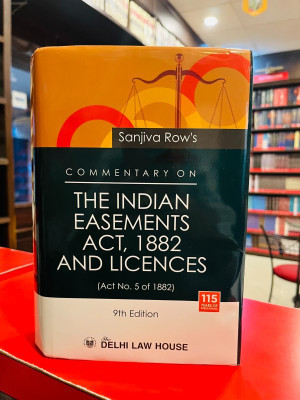 Sanjiva Row's
COMMENTARY ON
THE INDIAN
EASEMENTS
ACT, 1882
AND LICENCES
(Act No. 5 of 1882)
115
9th Edition
The DELHI LAW HOUSE